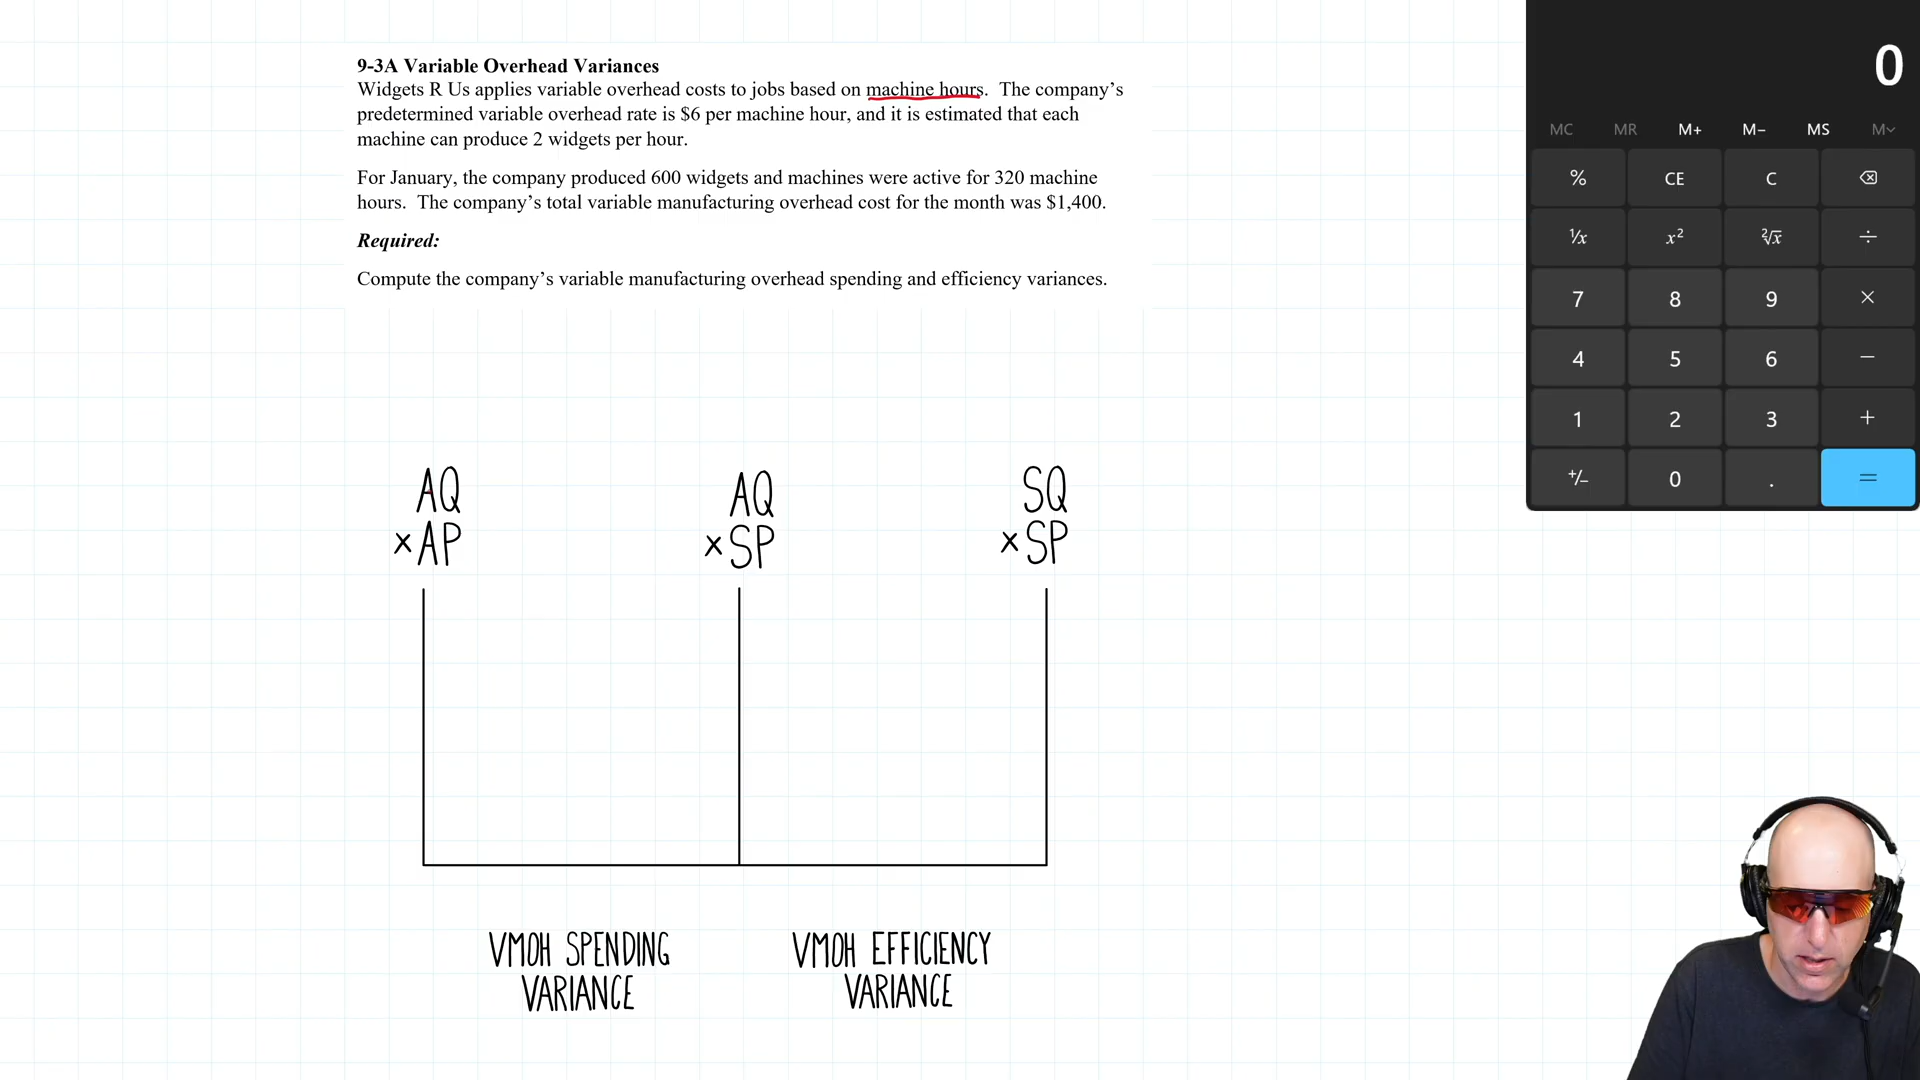 9-3A Variable Overhead Variances
Widgets R Us applies variable overhead costs to jobs based on machine hours. The company's
predetermined variable overhead rate is $6 per machine hour, and it is estimated that each
machine can produce 2 widgets per hour.
For January, the company produced 600 widgets and machines were active for 320 machine
hours. The company's total variable manufacturing overhead cost for the month was $1,400.
Required:
Compute the company's variable manufacturing overhead spending and efficiency variances.
AQ
×AP
AQ
×SP
SQ
×SP
VMOH SPENDING
VARIANCE
VMOH EFFICIENCY
VARIANCE
0
MC MR M+ M− MS M˅
% CE C ⌫
¹/x x² ²√x ÷
7 8 9 ×
4 5 6 −
1 2 3 +
+/− 0 . =